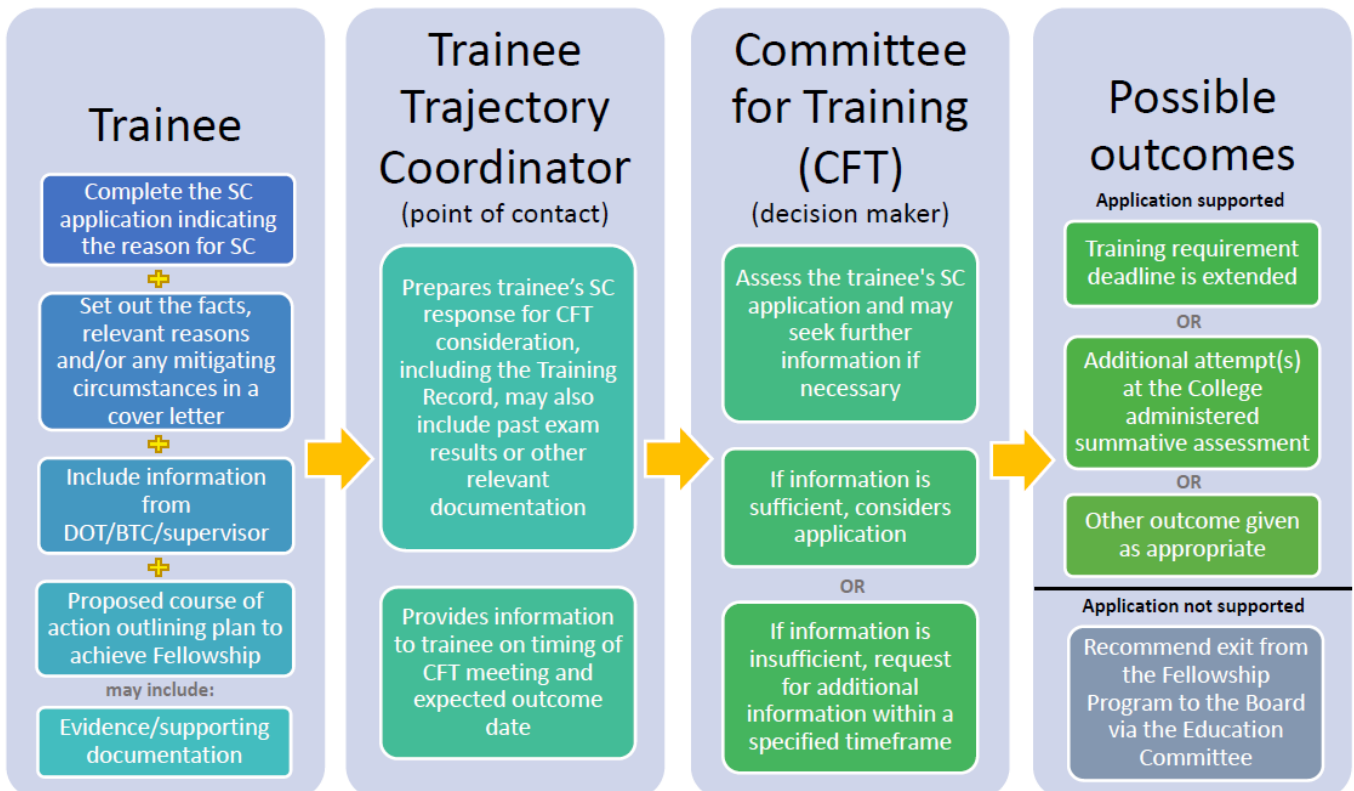 Trainee
Complete the SC
application indicating
the reason for SC
Set out the facts,
relevant reasons
and/or any mitigating
circumstances in a
cover letter
Include information
from
DOT/BTC/supervisor
Proposed course of
action outlining plan to
achieve Fellowship
may include:
Evidence/supporting
documentation
Trainee
Trajectory
Coordinator
(point of contact)
Prepares trainee’s SC
response for CFT
consideration,
including the Training
Record, may also
include past exam
results or other
relevant
documentation
Provides information
to trainee on timing of
CFT meeting and
expected outcome
date
Committee
for Training
(CFT)
(decision maker)
Assess the trainee's SC
application and may
seek further
information if
necessary
If information is
sufficient, considers
application
OR
If information is
insufficient, request
for additional
information within a
specified timeframe
Possible
outcomes
Application supported
Training requirement
deadline is extended
OR
Additional attempt(s)
at the College
administered
summative assessment
OR
Other outcome given
as appropriate
Application not supported
Recommend exit from
the Fellowship
Program to the Board
via the Education
Committee